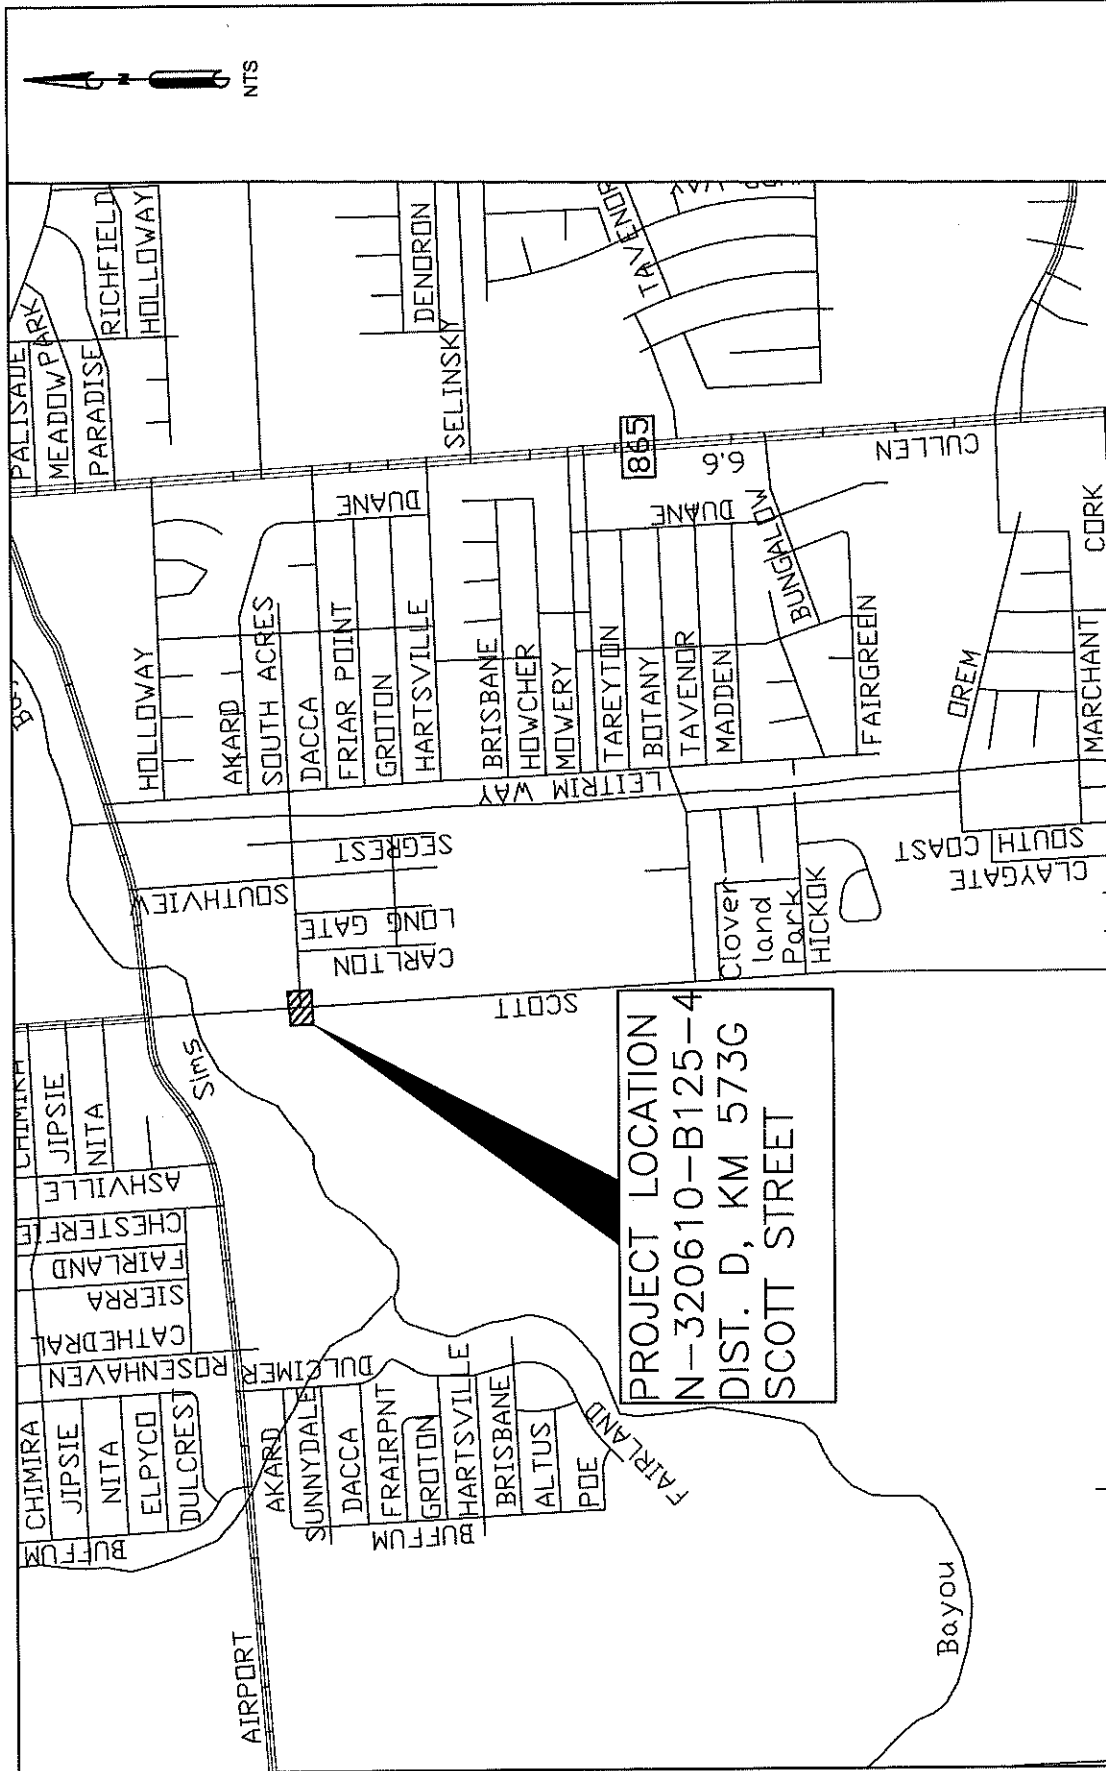 N
NTS
PALISADE
MEADOW PARK
PARADISE
RICHFIELD
HOLLOWAY
DENORON
SELINSKY
TAVENOR
WAY
865
6.6
CULLEN
HOLLOWAY
AKARD
SOUTH ACRES
DACCA
FRIAR POINT
GROTON
HARTSVILLE
DUANE
BRISBANE
HOWCHER
MOWERY
TAREYTON
BOTANY
TAVENOR
MADDEN
DUANE
BUNGALOW
FAIRGREEN
OREM
MARCHANT
CORK
LEITRIM WAY
SEGREST
SOUTHVIEW
LONG GATE
CARLTON
SCOTT
Clover
land
Park
HICKOK
SOUTH COAST
CLAYGATE
Sims
CHIMIRA
JIPSIE
NITA
ASHVILLE
CHESTERFIE
FAIRLAND
SIERRA
CATHEDRAL
ROSENHAVEN
DULCIMER
CHIMIRA
JIPSIE
NITA
ELPYCO
DULCREST
BUFFUM
AKARD
SUNNYDALE
DACCA
FRAIRPNT
GROTON
HARTSVILLE
BRISBANE
ALTUS
POE
BUFFUM
FAIRLAND
AIRPORT
Bayou
PROJECT LOCATION
N-320610-B125-4
DIST. D, KM 573G
SCOTT STREET